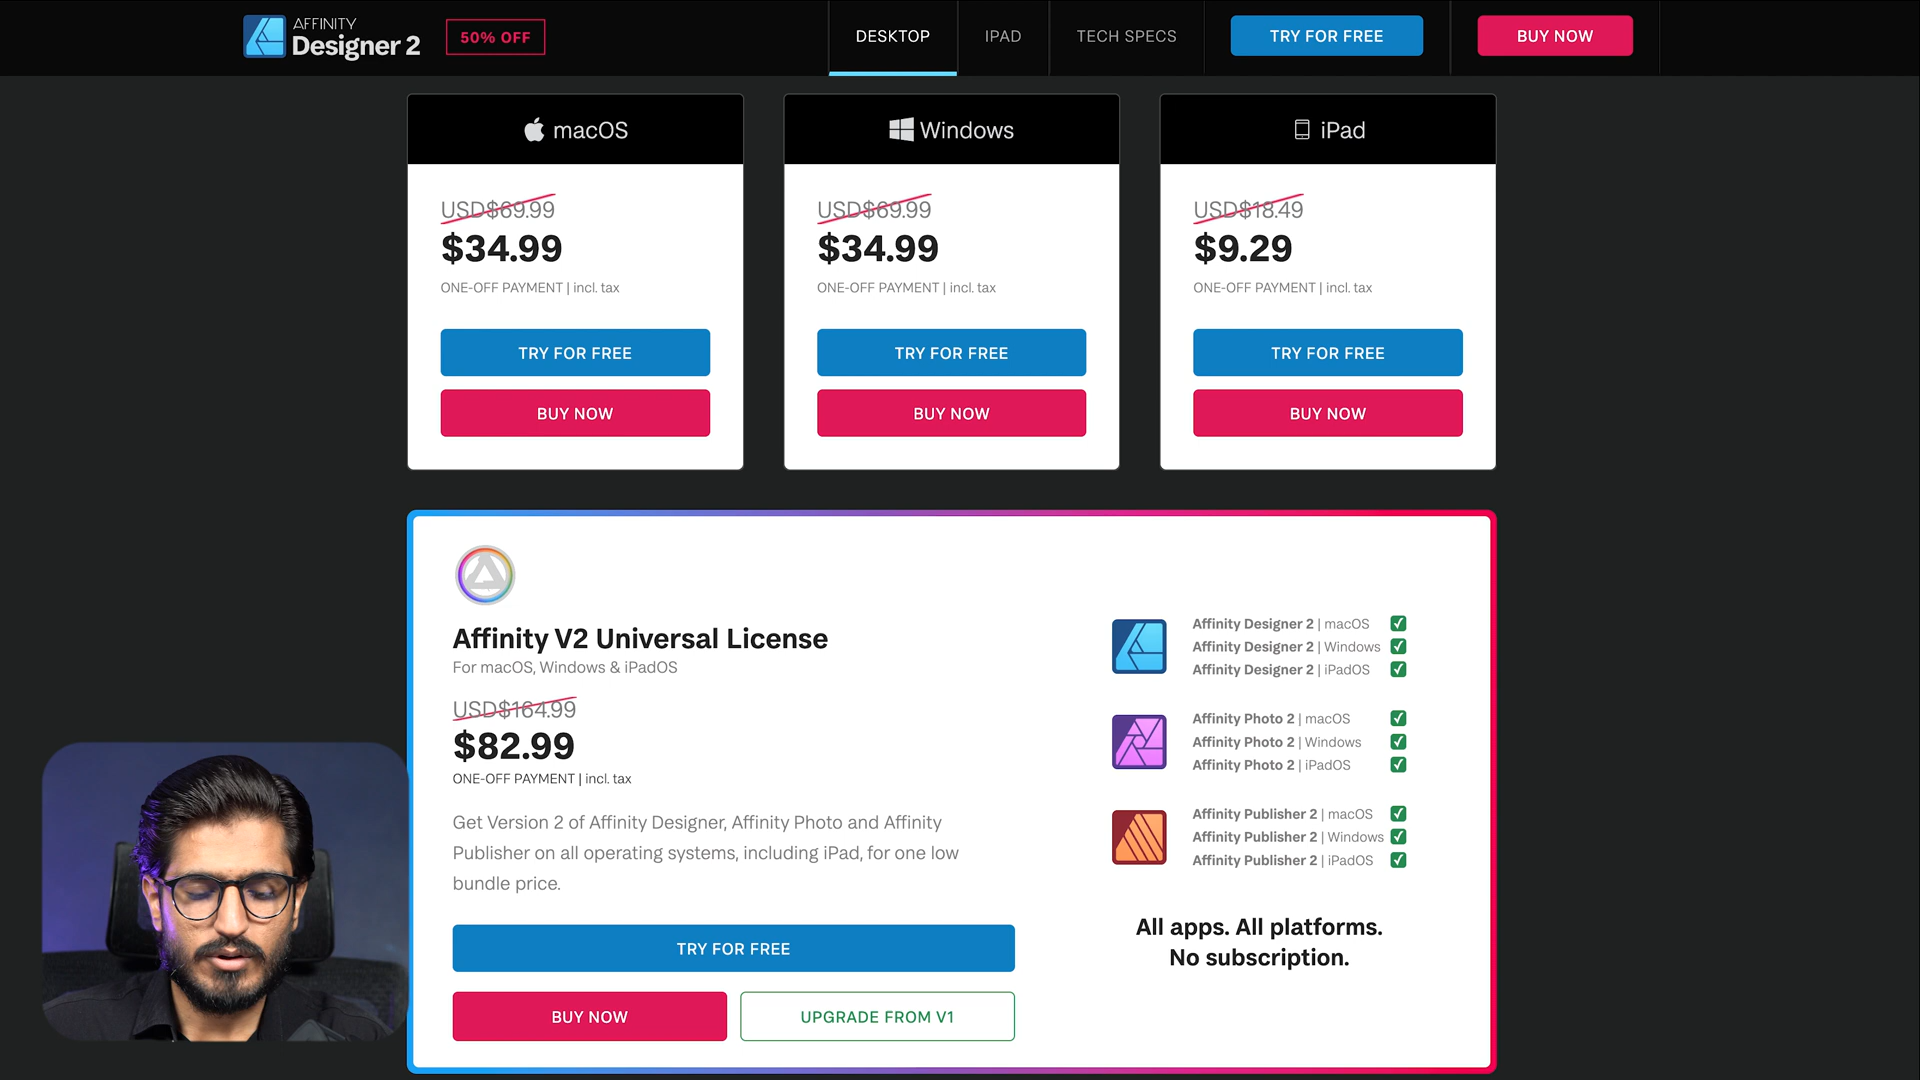 AFFINITY
Designer 2
50% OFF
DESKTOP
IPAD
TECH SPECS
TRY FOR FREE
BUY NOW
macOS
USD$69.99
$34.99
ONE-OFF PAYMENT | incl. tax
TRY FOR FREE
BUY NOW
Windows
USD$69.99
$34.99
ONE-OFF PAYMENT | incl. tax
TRY FOR FREE
BUY NOW
iPad
USD$18.49
$9.29
ONE-OFF PAYMENT | incl. tax
TRY FOR FREE
BUY NOW
Affinity V2 Universal License
For macOS, Windows & iPadOS
USD$164.99
$82.99
ONE-OFF PAYMENT | incl. tax
Get Version 2 of Affinity Designer, Affinity Photo and Affinity
Publisher on all operating systems, including iPad, for one low
bundle price.
TRY FOR FREE
BUY NOW
UPGRADE FROM V1
Affinity Designer 2 | macOS
Affinity Designer 2 | Windows
Affinity Designer 2 | iPadOS
Affinity Photo 2 | macOS
Affinity Photo 2 | Windows
Affinity Photo 2 | iPadOS
Affinity Publisher 2 | macOS
Affinity Publisher 2 | Windows
Affinity Publisher 2 | iPadOS
All apps. All platforms.
No subscription.